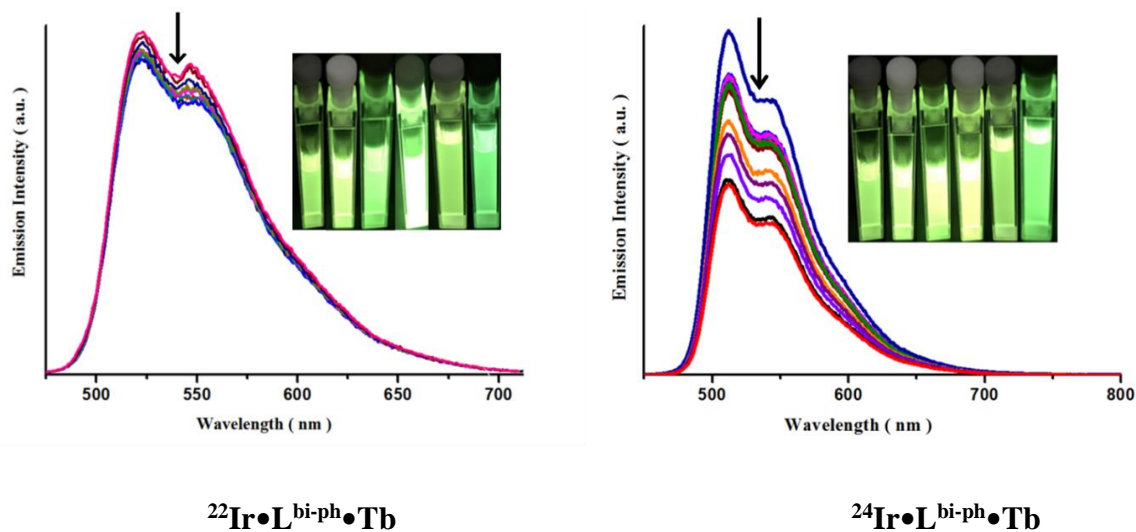 Emission Intensity ( a.u. )
500 550 600 650 700
Wavelength ( nm )
Emission Intensity ( a.u. )
500 600 700 800
Wavelength ( nm )
²²Ir•Lᵇⁱ⁻ᵖʰ•Tb
²⁴Ir•Lᵇⁱ⁻ᵖʰ•Tb